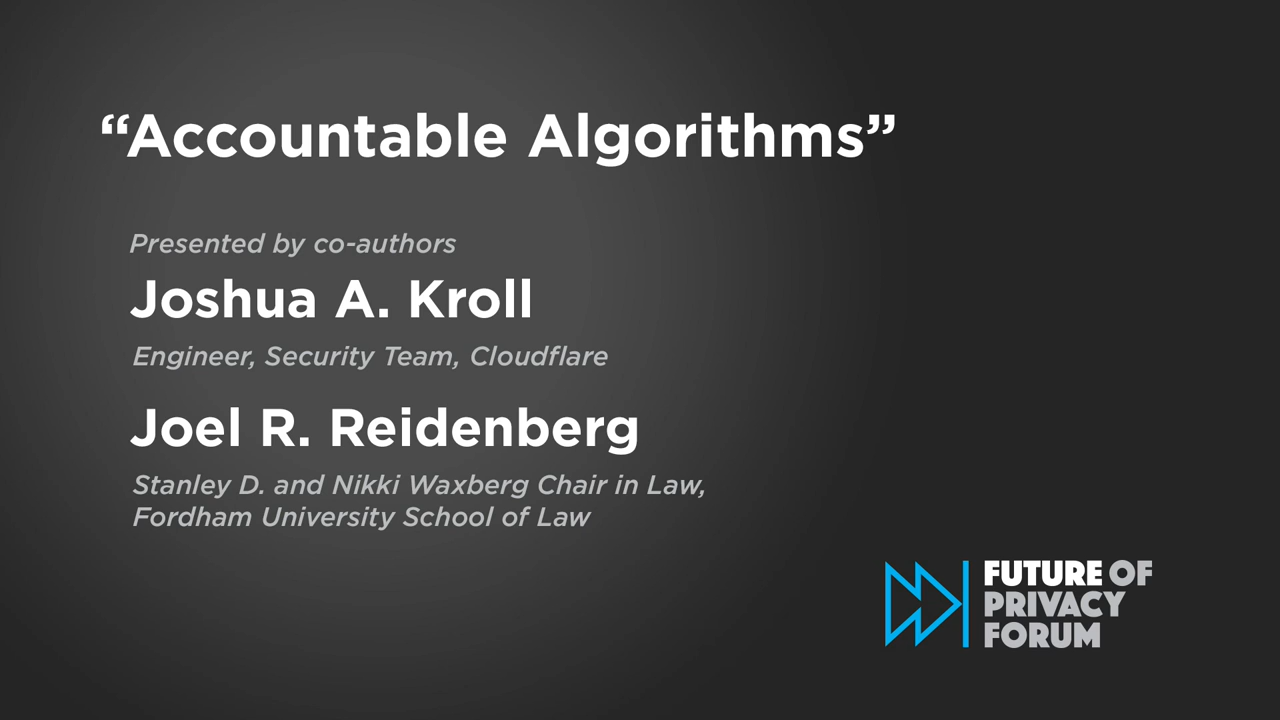 “Accountable Algorithms”
Presented by co-authors
Joshua A. Kroll
Engineer, Security Team, Cloudflare
Joel R. Reidenberg
Stanley D. and Nikki Waxberg Chair in Law,
Fordham University School of Law
FUTURE OF
PRIVACY
FORUM